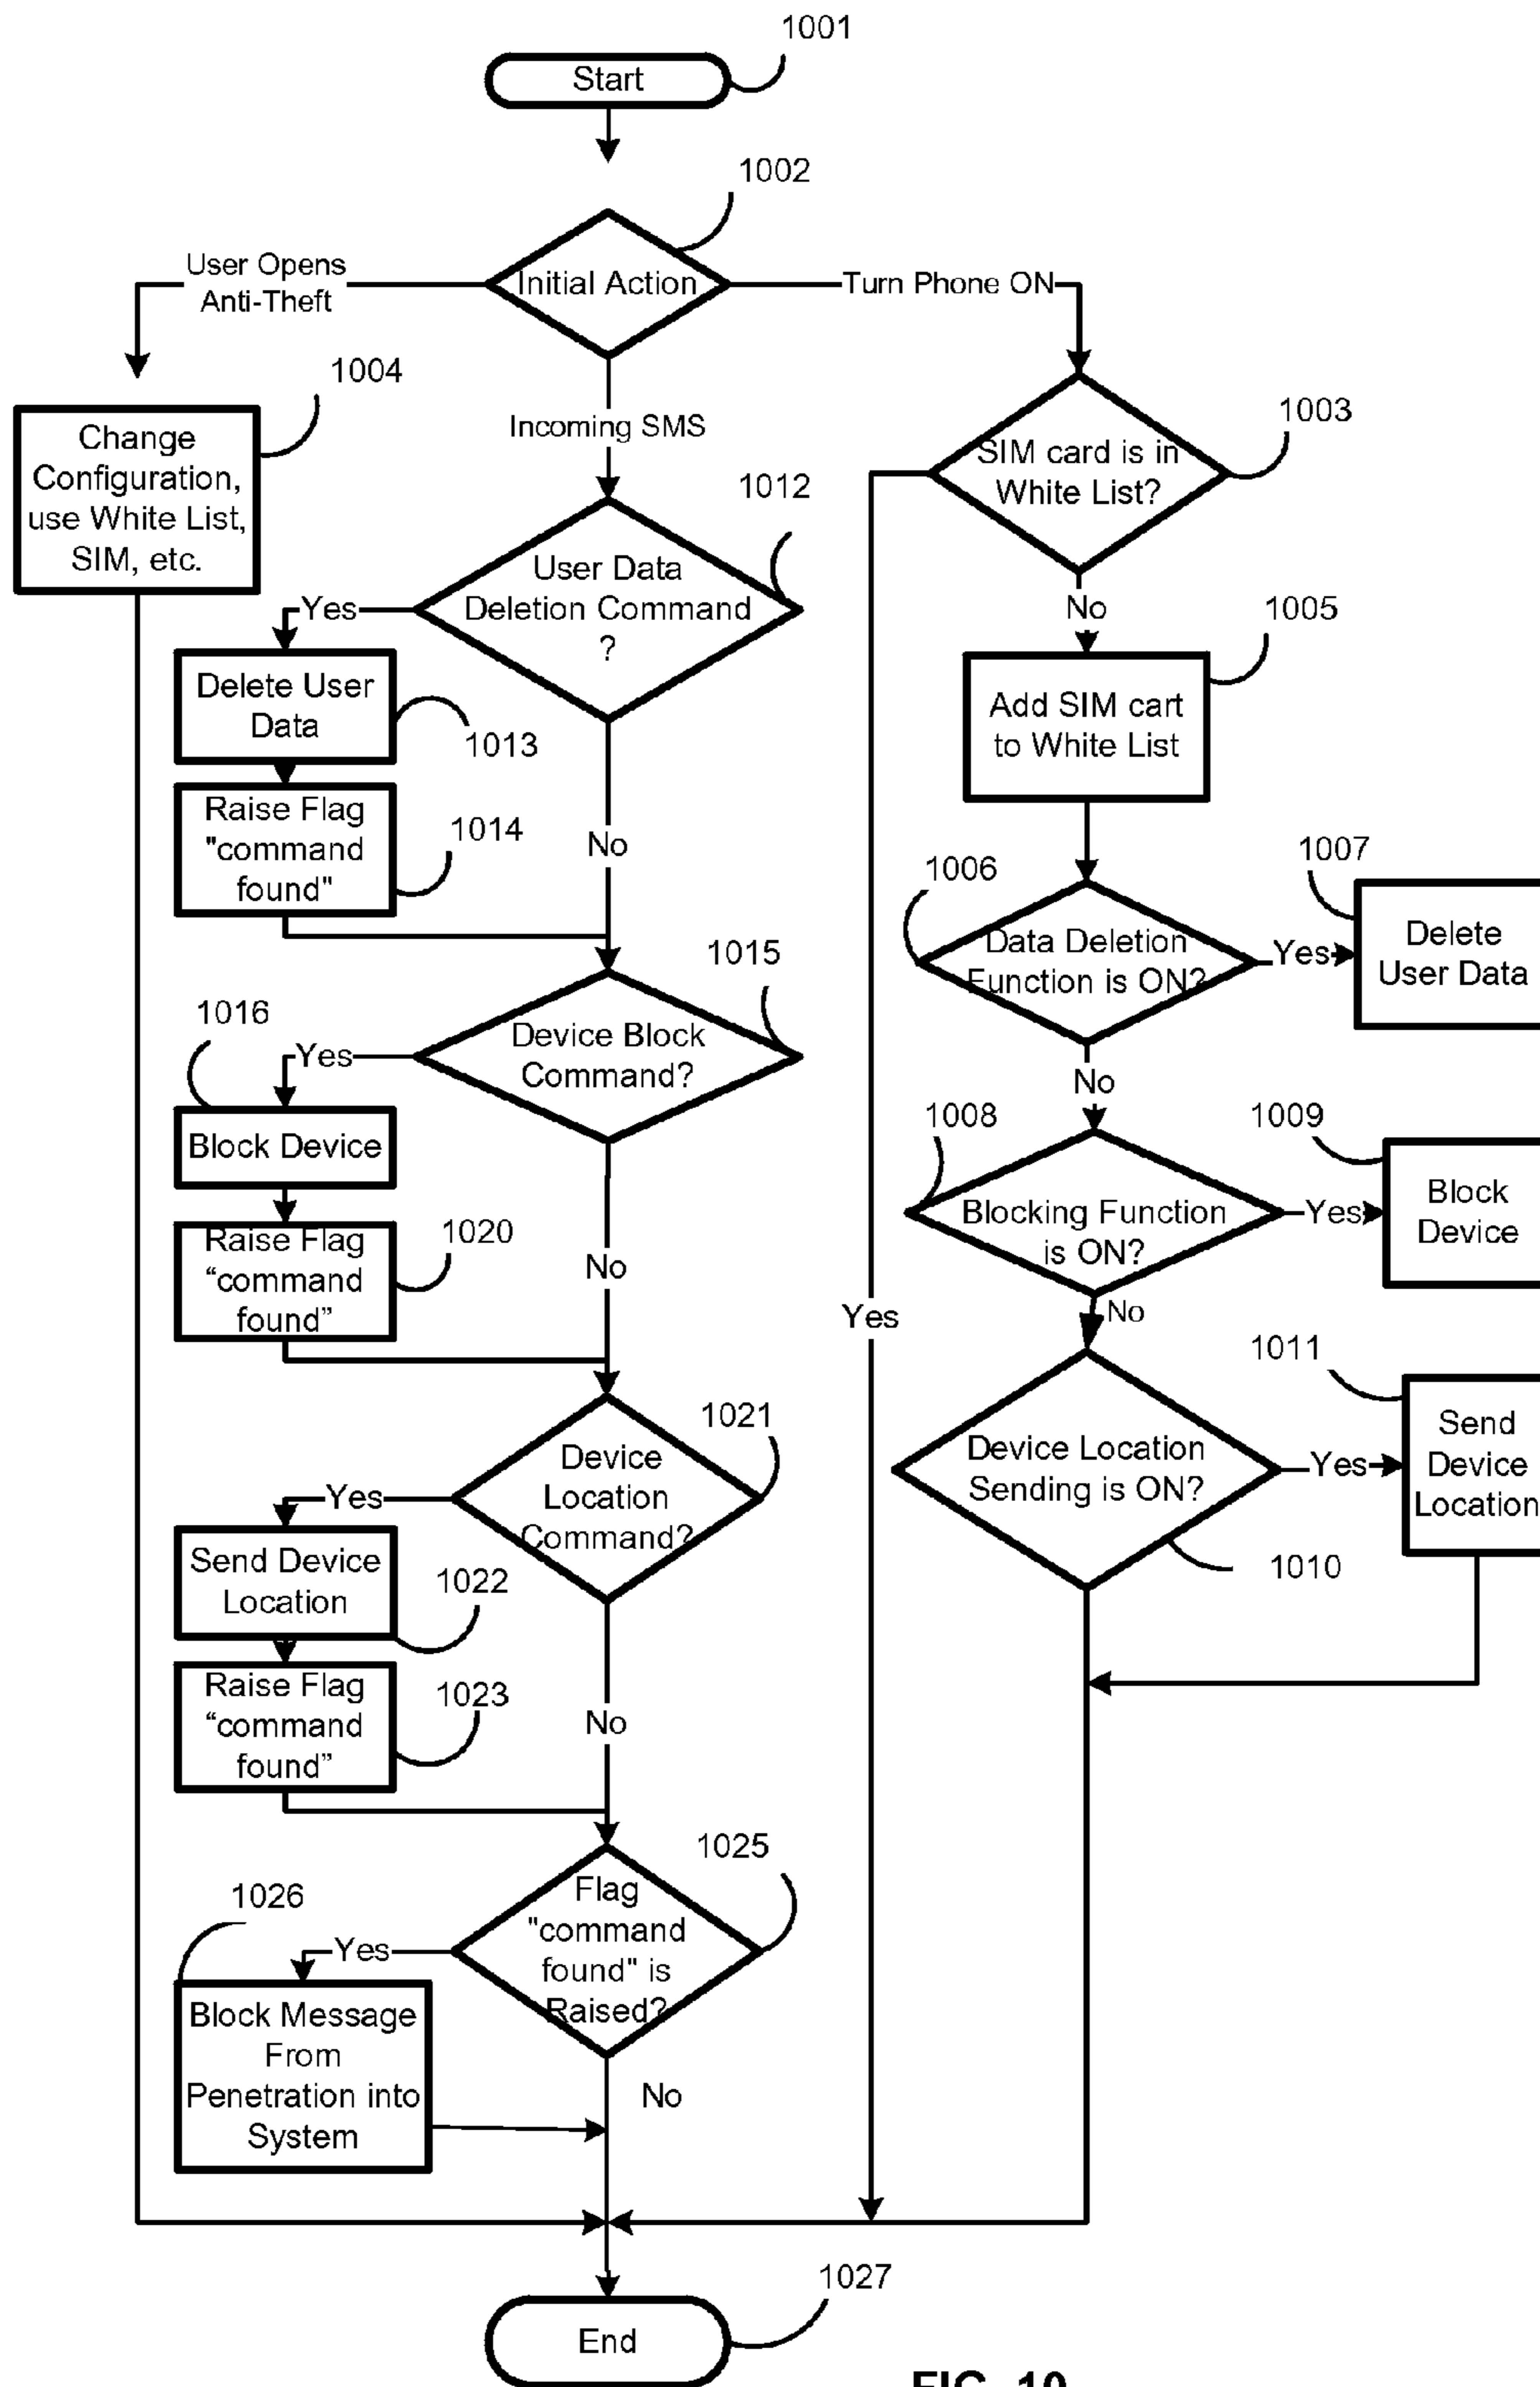 1001
Start
1002
Initial Action
User Opens
Anti-Theft
Turn Phone ON
Incoming SMS
1004
Change
Configuration,
use White List,
SIM, etc.
1003
SIM card is in
White List?
1012
User Data
Deletion Command
?
Yes
Delete User
Data
1013
Raise Flag
"command
found"
1014
No
No
1005
Add SIM cart
to White List
1006
Data Deletion
Function is ON?
Yes
1007
Delete
User Data
No
1015
Device Block
Command?
1016
Yes
Block Device
Raise Flag
“command
found”
1020
No
1008
Blocking Function
is ON?
Yes
1009
Block
Device
No
Yes
1021
Device
Location
Command?
Yes
Send Device
Location
1022
Raise Flag
“command
found”
1023
No
Device Location
Sending is ON?
Yes
1011
Send
Device
Location
1010
1025
Flag
"command
found" is
Raised?
1026
Yes
Block Message
From
Penetration into
System
No
1027
End
FIG. 10